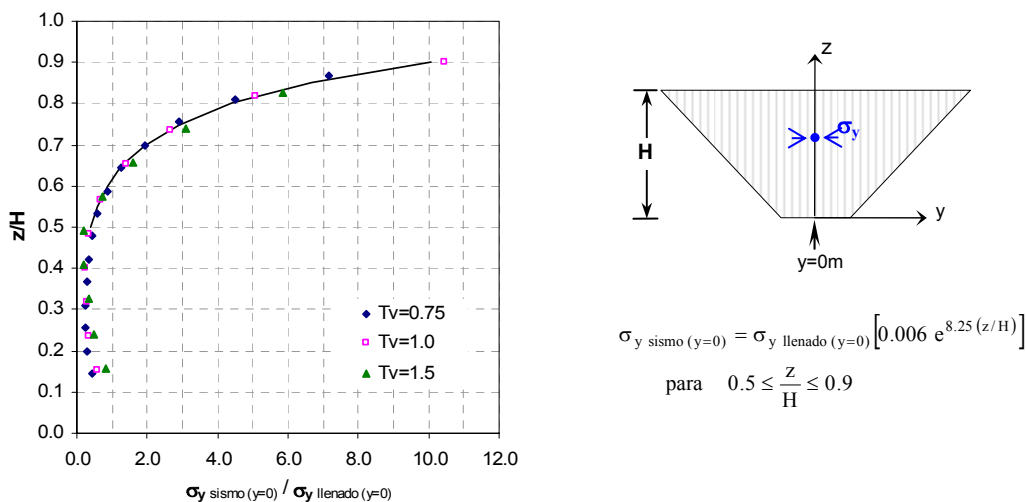 1.0
0.9
0.8
0.7
0.6
0.5
0.4
0.3
0.2
0.1
0.0
z/H
0.0 2.0 4.0 6.0 8.0 10.0 12.0
σy sismo (y=0) / σy llenado (y=0)
Tv=0.75
Tv=1.0
Tv=1.5
z
H
σy
y
y=0m
σ y sismo (y=0) = σ y llenado (y=0) [0.006 e^8.25 (z/H)]
para 0.5 ≤ z/H ≤ 0.9